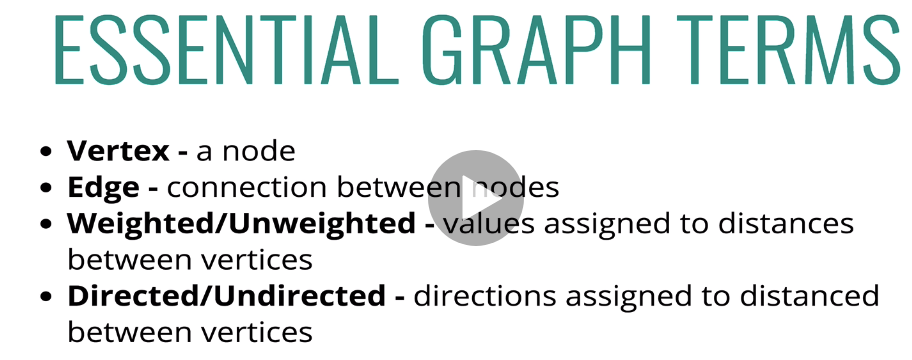 ESSENTIAL GRAPH TERMS
• Vertex - a node
• Edge - connection between nodes
• Weighted/Unweighted - values assigned to distances
between vertices
• Directed/Undirected - directions assigned to distanced
between vertices